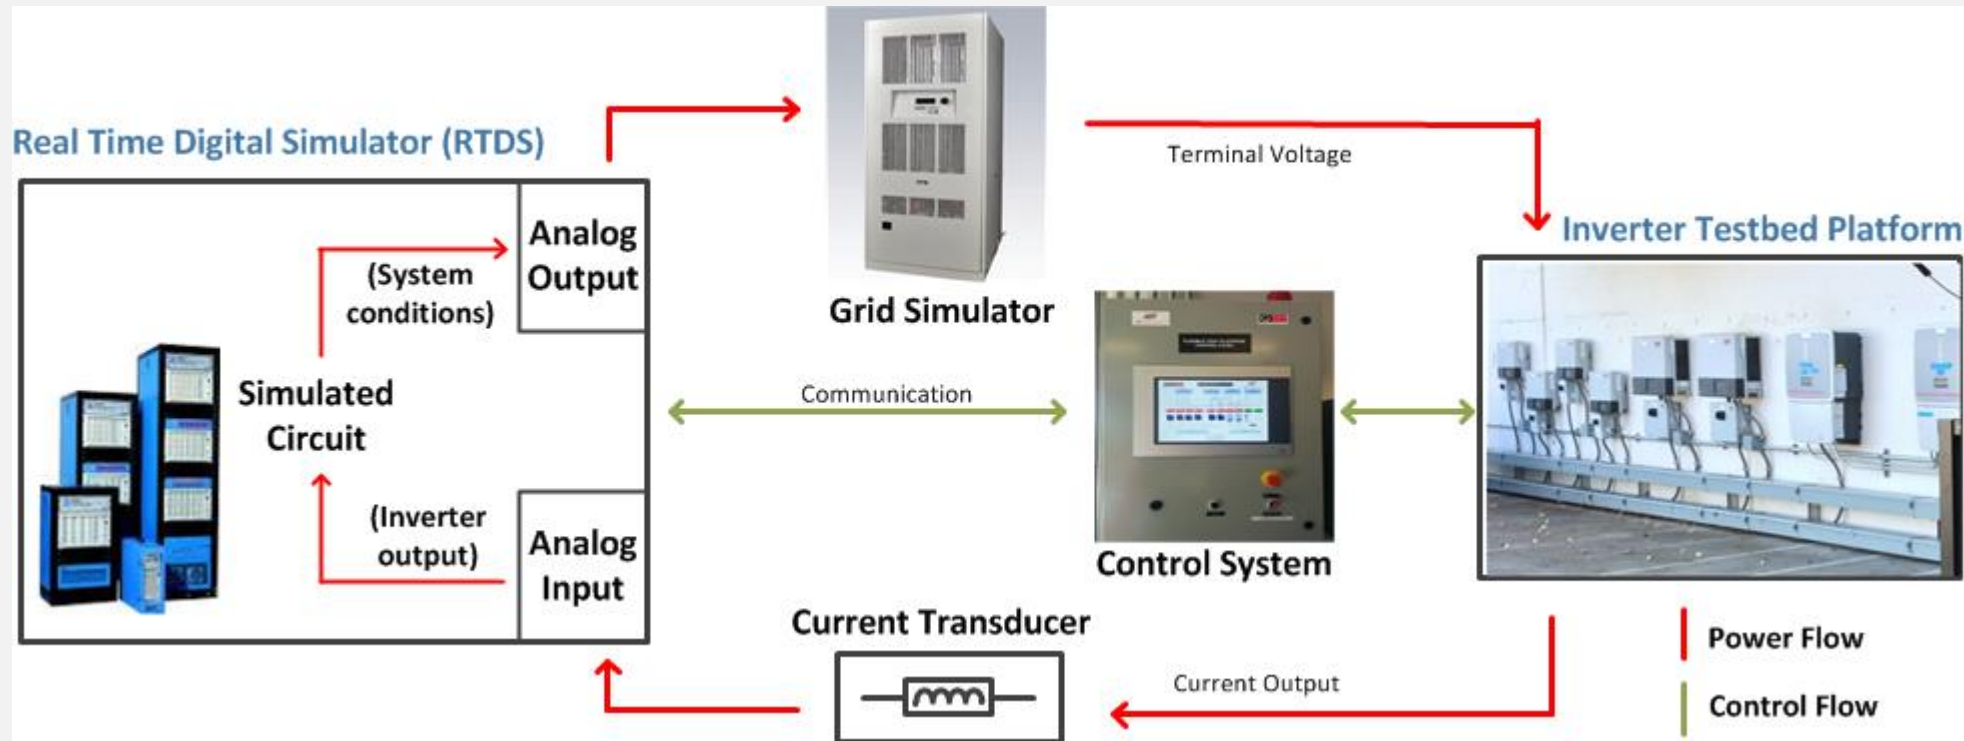 Real Time Digital Simulator (RTDS)
Analog
Output
(System
conditions)
Simulated
Circuit
(Inverter
output)
Analog
Input
Grid Simulator
Terminal Voltage
Inverter Testbed Platform
Communication
Control System
Current Transducer
Current Output
Power Flow
Control Flow